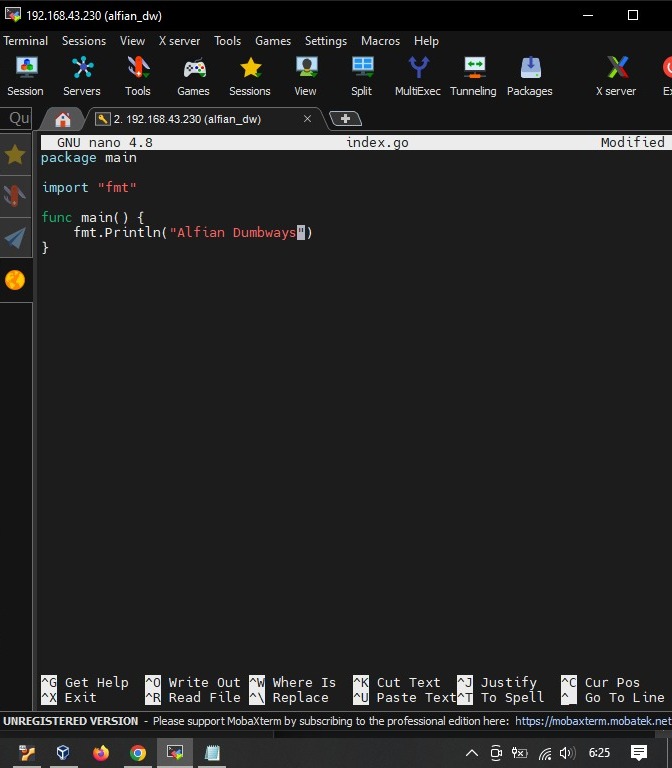 192.168.43.230 (alfian_dw)
Terminal Sessions View X server Tools Games Settings Macros Help
Session Servers Tools Games Sessions View Split MultiExec Tunneling Packages X server
Qu
2. 192.168.43.230 (alfian_dw)
GNU nano 4.8 index.go Modified
package main
import "fmt"
func main() {
    fmt.Println("Alfian Dumbways")
}
^G Get Help ^O Write Out ^W Where Is ^K Cut Text ^J Justify ^C Cur Pos
^X Exit ^R Read File ^\ Replace ^U Paste Text ^T To Spell ^_ Go To Line
UNREGISTERED VERSION - Please support MobaXterm by subscribing to the professional edition here: https://mobaxterm.mobatek.net
6:25